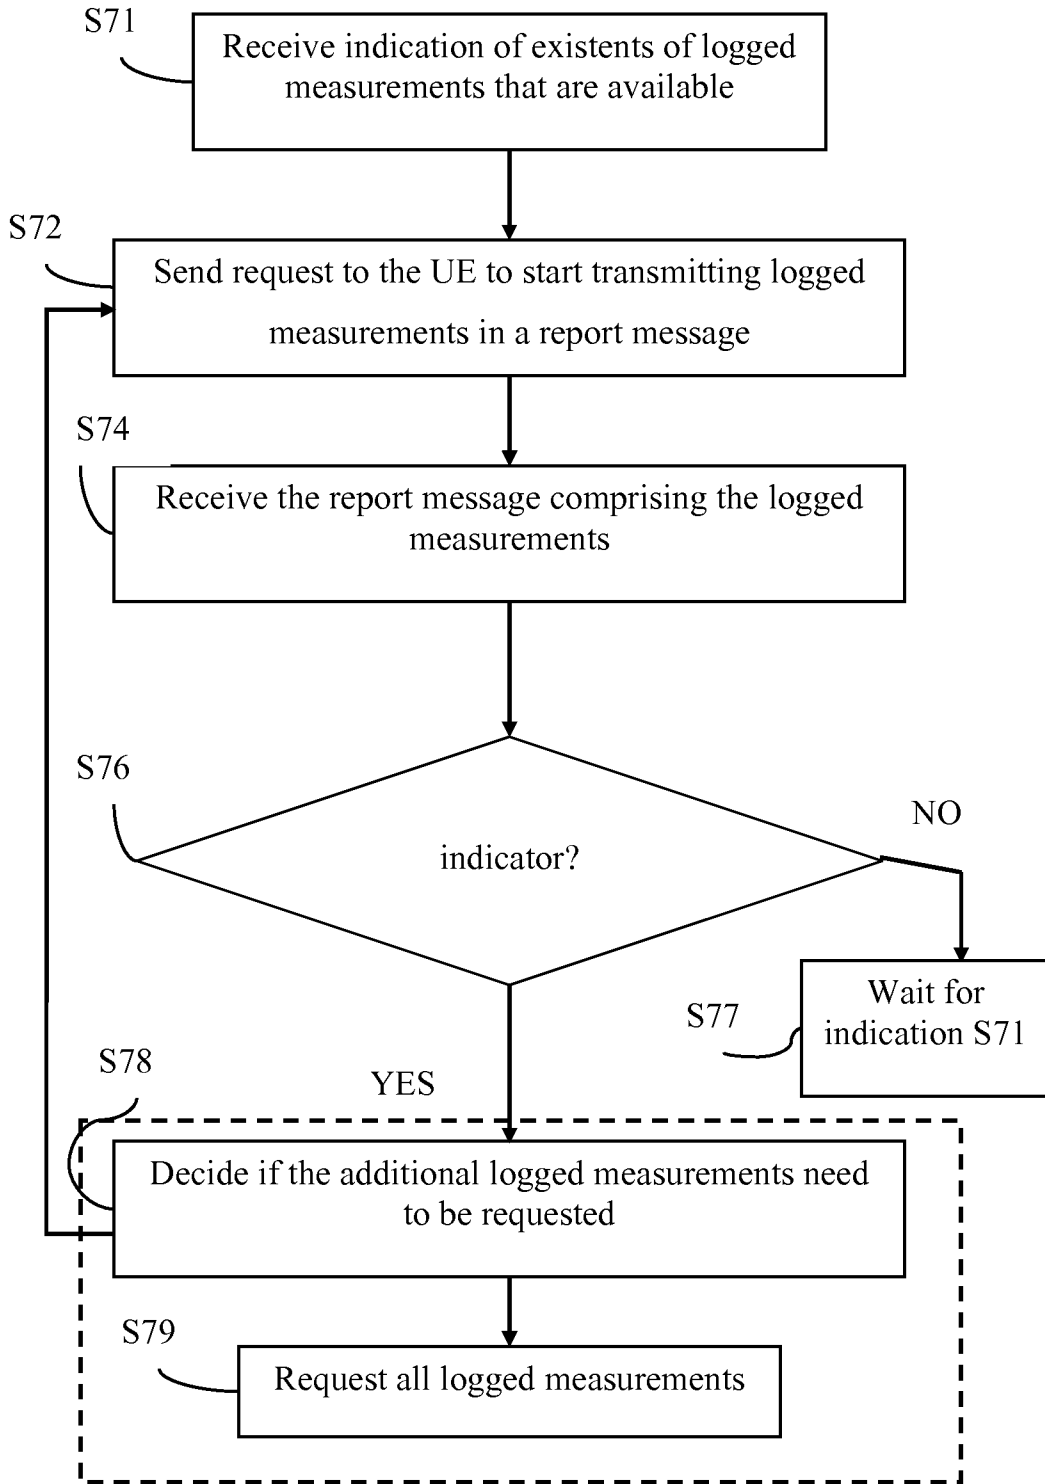 S71
Receive indication of existents of logged
measurements that are available
S72
Send request to the UE to start transmitting logged
measurements in a report message
S74
Receive the report message comprising the logged
measurements
S76
indicator?
NO
S77
Wait for
indication S71
S78
YES
Decide if the additional logged measurements need
to be requested
S79
Request all logged measurements